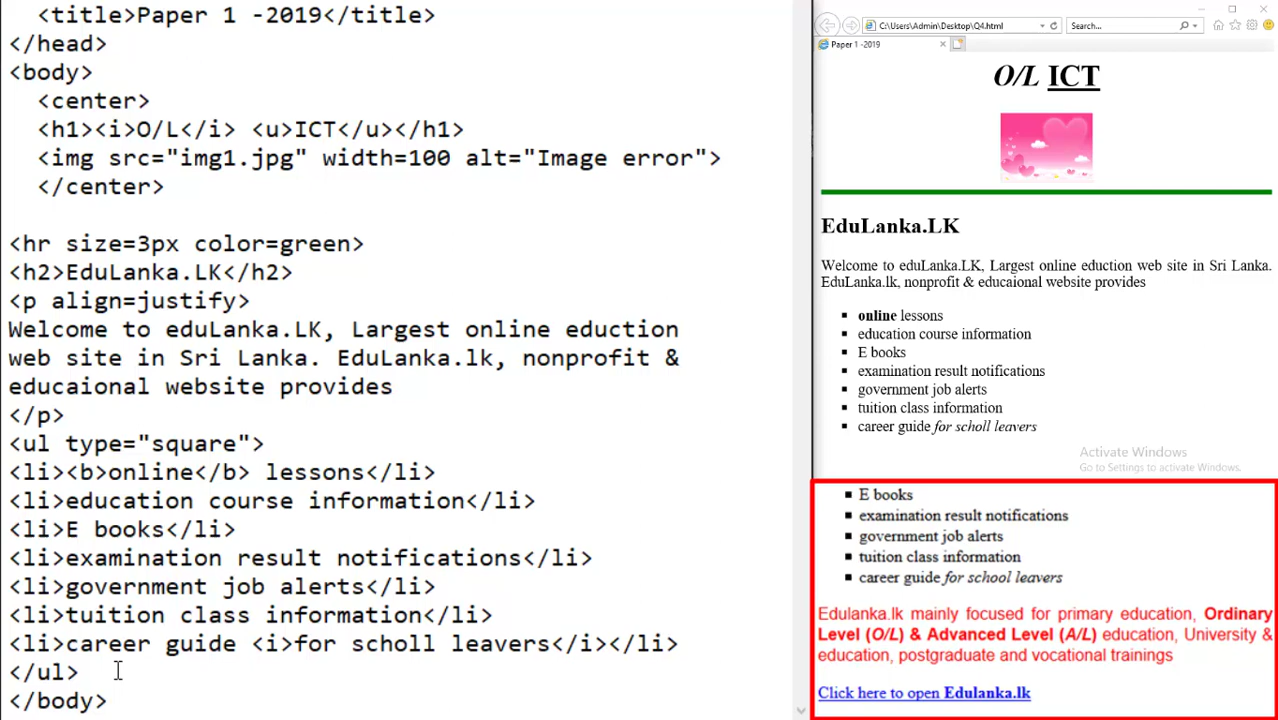 <title>Paper 1 -2019</title>
</head>
<body>
<center>
<h1><i>O/L</i> <u>ICT</u></h1>
<img src="img1.jpg" width=100 alt="Image error">
</center>
<hr size=3px color=green>
<h2>EduLanka.LK</h2>
<p align=justify>
Welcome to eduLanka.LK, Largest online eduction
web site in Sri Lanka. EduLanka.lk, nonprofit &
educaional website provides
</p>
<ul type="square">
<li><b>online</b> lessons</li>
<li>education course information</li>
<li>E books</li>
<li>examination result notifications</li>
<li>government job alerts</li>
<li>tuition class information</li>
<li>career guide <i>for scholl leavers</i></li>
</ul>
</body>
C:\Users\Admin\Desktop\Q4.html
Search...
Paper 1 -2019
O/L ICT
EduLanka.LK
Welcome to eduLanka.LK, Largest online eduction web site in Sri Lanka.
EduLanka.lk, nonprofit & educaional website provides
online lessons
education course information
E books
examination result notifications
government job alerts
tuition class information
career guide for scholl leavers
Activate Windows
Go to Settings to activate Windows.
E books
examination result notifications
government job alerts
tuition class information
career guide for school leavers
Edulanka.lk mainly focused for primary education, Ordinary
Level (O/L) & Advanced Level (A/L) education, University &
education, postgraduate and vocational trainings
Click here to open Edulanka.lk